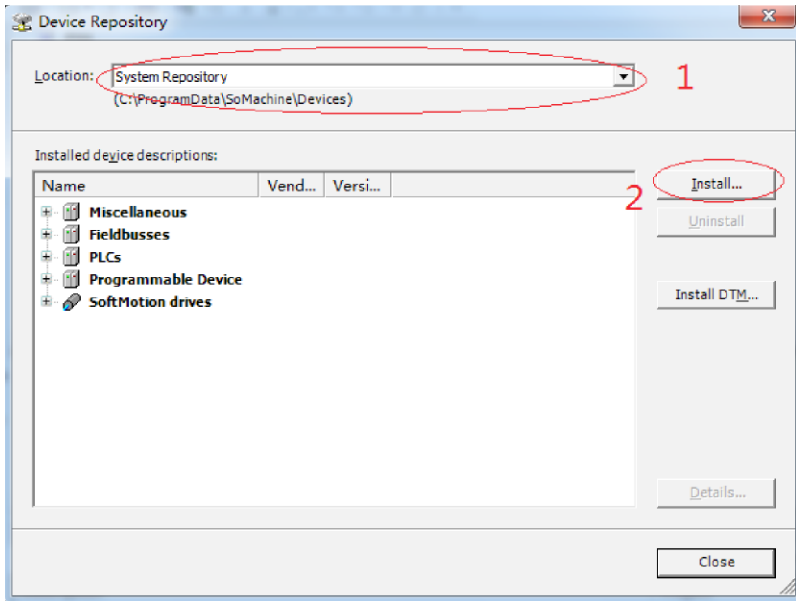 Device Repository
Location: System Repository 1
(C:\ProgramData\SoMachine\Devices)
Installed device descriptions:
Name Vend... Versi...
Miscellaneous
Fieldbusses
PLCs
Programmable Device
SoftMotion drives
2 Install...
Uninstall
Install DTM...
Details...
Close